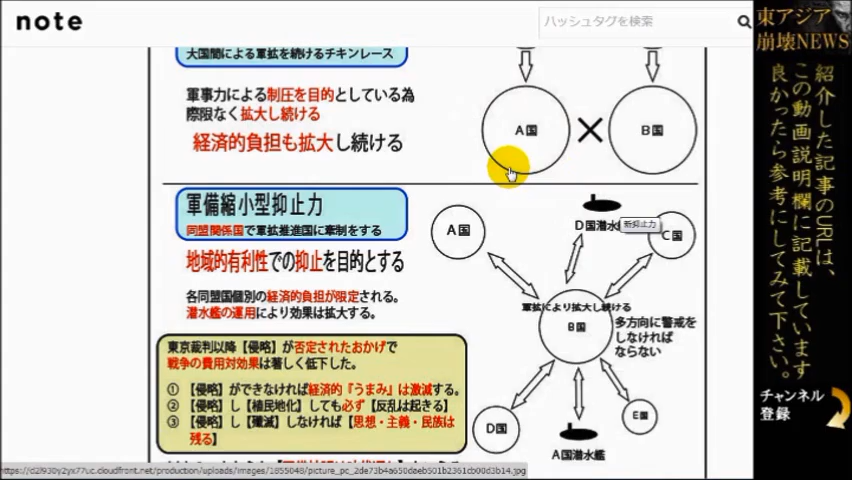 note
ハッシュタグを検索
大国間による軍拡を続けるチキンレース
軍事力による制圧を目的としている為
際限なく拡大し続ける
経済的負担も拡大し続ける
A国
B国
軍備縮小型抑止力
同盟関係国で軍拡推進国に牽制をする
地域的有利性での抑止を目的とする
各同盟国個別の経済的負担が限定される。
潜水艦の運用により効果は拡大する。
A国
D国潜水
新抑止力
C国
軍拡により拡大し続ける
B国
多方向に警戒を
しなければ
ならない
D国
E国
A国潜水艦
東京裁判以降【侵略】が否定されたおかげで
戦争の費用対効果は著しく低下した。
① 【侵略】ができなければ経済的『うまみ』は激減する。
② 【侵略】し【植民地化】しても必ず【反乱は起きる】
③ 【侵略】し【殲滅】しなければ【思想・主義・民族は
残る】
https://d2l930y2yx77uc.cloudfront.net/production/uploads/images/1855048/picture_pc_2de73b4a650daeb501b2361cb00d3b14.jpg
東アジア
崩壊NEWS
紹介した記事のURLは、
この動画説明欄に記載しています
良かったら参考にしてみて下さい。
チャンネル
登録